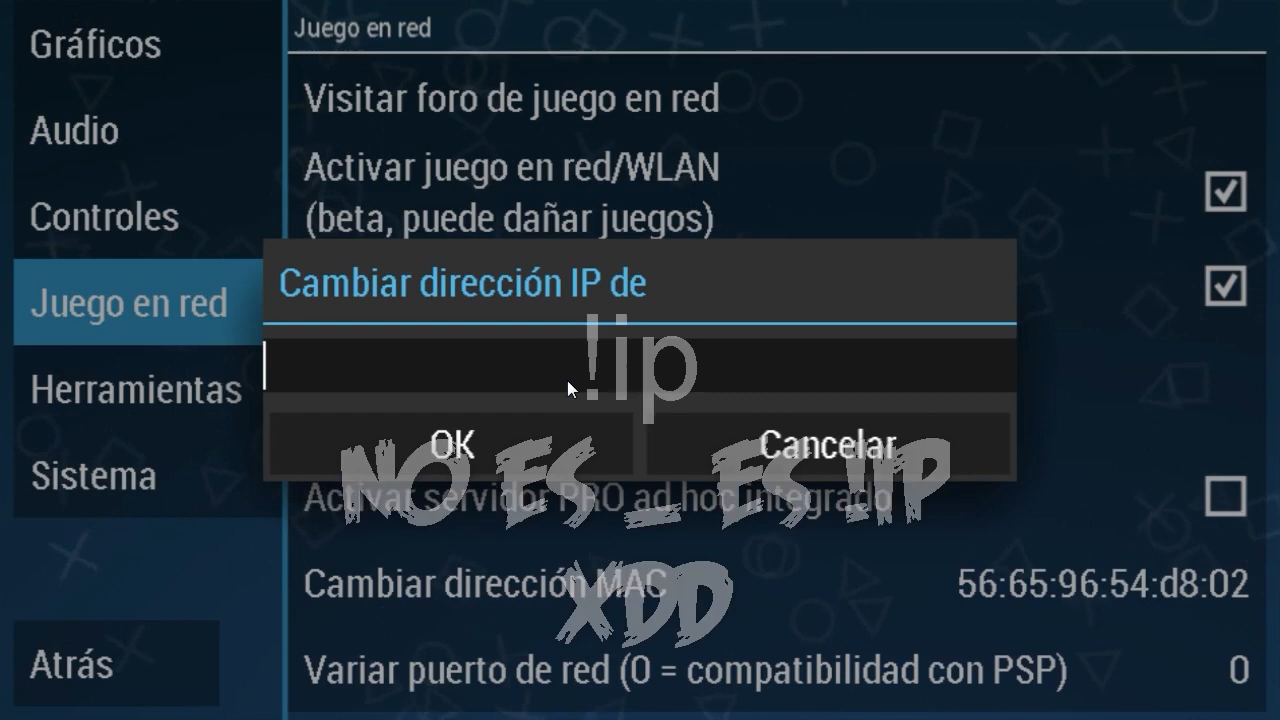 Gráficos
Audio
Controles
Juego en red
Herramientas
Sistema
Atrás
Juego en red
Visitar foro de juego en red
Activar juego en red/WLAN
(beta, puede dañar juegos)
Cambiar dirección IP de
!ip
OK
Cancelar
NO ES _ ES !IP
XDD
Activar servidor PRO ad hoc integrado
Cambiar dirección MAC
56:65:96:54:d8:02
Variar puerto de red (0 = compatibilidad con PSP)
0